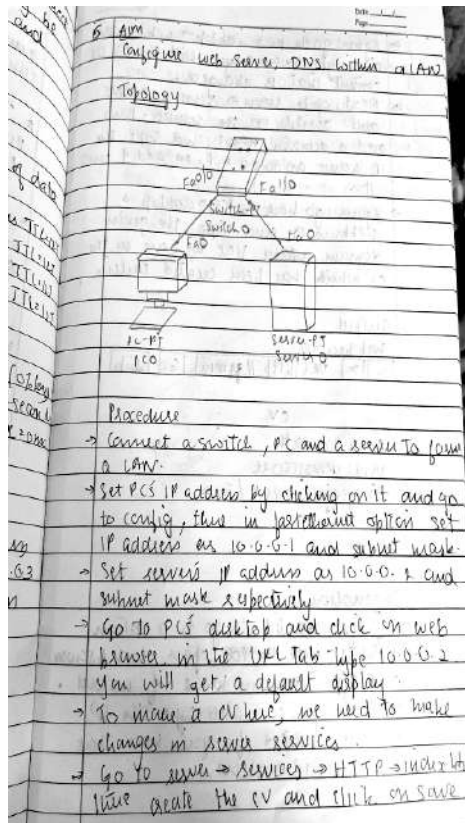 Date
Page
5 Aim
Configure web server, DNS within a LAN
Topology
Fa0/0 Fa1/0
Switch-PT
Switch 0
Fa0 Fa0
PC-PT Server-PT
PC0 Server 0
Procedure
→ Connect a switch, PC and a server to form
a LAN.
→ Set PC's IP address by clicking on it and go
to config, then in fastethernet option set
IP address as 10.0.0.1 and subnet mask.
→ Set server's IP address as 10.0.0.2 and
subnet mask respectively
→ Go to PC's desktop and click on web
browser in the URL Tab type 10.0.0.2
you will get a default display
→ To make a CV here, we need to make
changes in server services.
→ Go to server → Services → HTTP →
create the CV and click on save